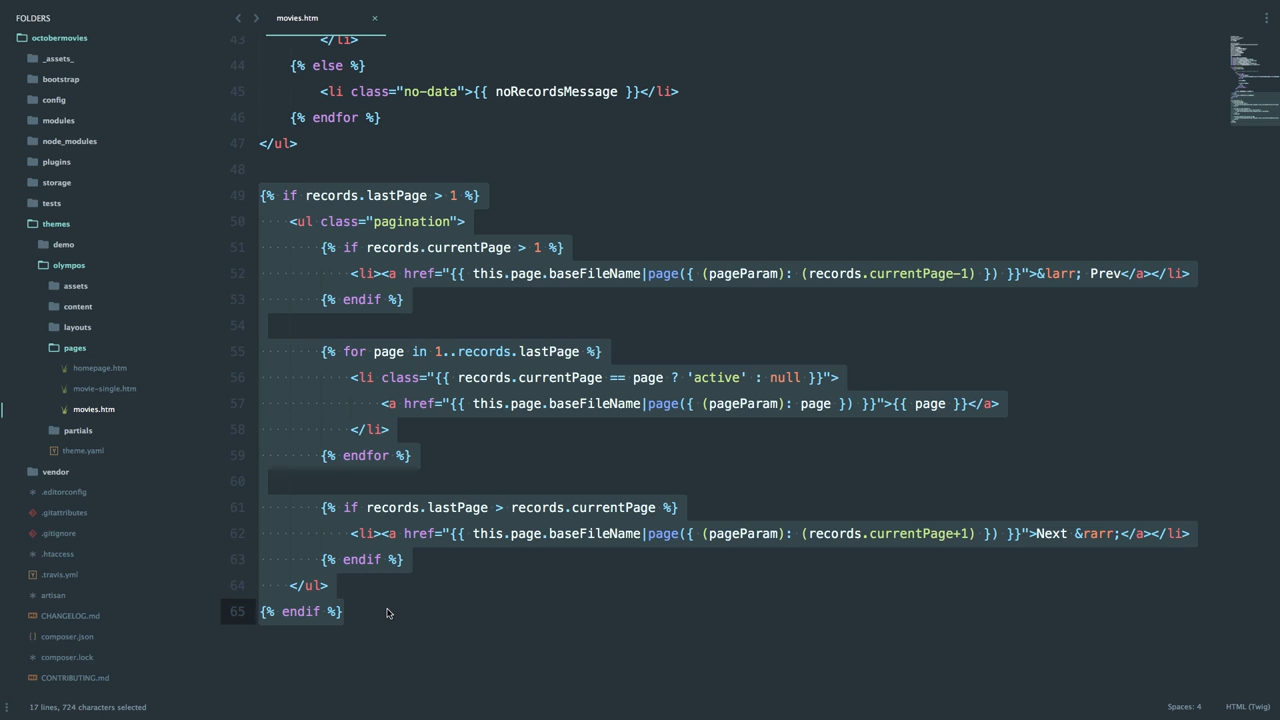 FOLDERS
octobermovies
_assets_
bootstrap
config
modules
node_modules
plugins
storage
tests
themes
demo
olympos
assets
content
layouts
pages
homepage.htm
movie-single.htm
movies.htm
partials
theme.yaml
vendor
.editorconfig
.gitattributes
.gitignore
.htaccess
.travis.yml
artisan
CHANGELOG.md
composer.json
composer.lock
CONTRIBUTING.md
movies.htm ×
43 </li>
44 {% else %}
45 <li class="no-data">{{ noRecordsMessage }}</li>
46 {% endfor %}
47 </ul>
48
49 {% if records.lastPage > 1 %}
50 <ul class="pagination">
51 {% if records.currentPage > 1 %}
52 <li><a href="{{ this.page.baseFileName|page({ (pageParam): (records.currentPage-1) }) }}">&larr; Prev</a></li>
53 {% endif %}
54
55 {% for page in 1..records.lastPage %}
56 <li class="{{ records.currentPage == page ? 'active' : null }}">
57 <a href="{{ this.page.baseFileName|page({ (pageParam): page }) }}">{{ page }}</a>
58 </li>
59 {% endfor %}
60
61 {% if records.lastPage > records.currentPage %}
62 <li><a href="{{ this.page.baseFileName|page({ (pageParam): (records.currentPage+1) }) }}">Next &rarr;</a></li>
63 {% endif %}
64 </ul>
65 {% endif %}
17 lines, 724 characters selected
Spaces: 4
HTML (Twig)